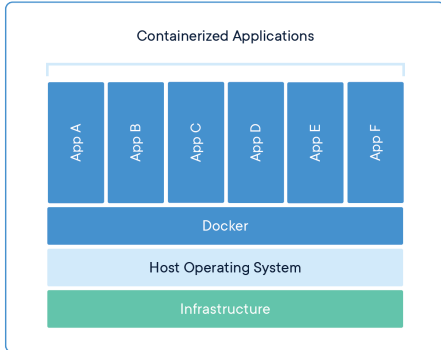 Containerized Applications
App A
App B
App C
App D
App E
App F
Docker
Host Operating System
Infrastructure